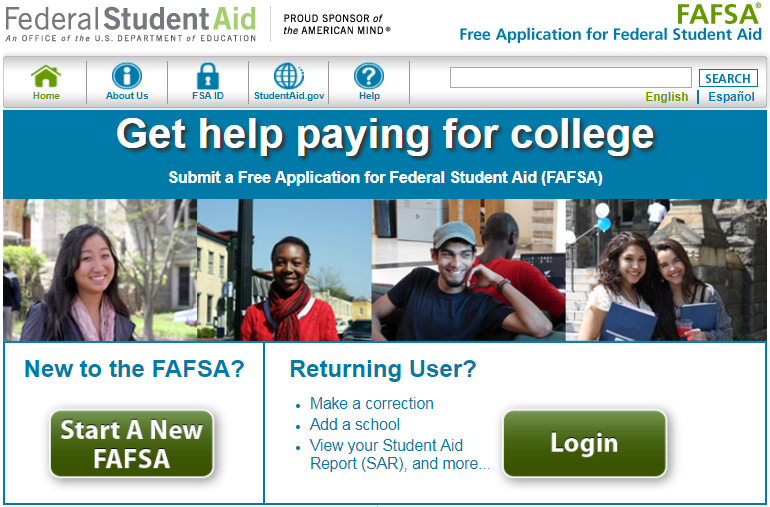 FederalStudentAid
An OFFICE of the U.S. DEPARTMENT of EDUCATION
PROUD SPONSOR of
the AMERICAN MIND®
FAFSA®
Free Application for Federal Student Aid
Home
About Us
FSA ID
StudentAid.gov
Help
SEARCH
English | Español
Get help paying for college
Submit a Free Application for Federal Student Aid (FAFSA)
New to the FAFSA?
Start A New
FAFSA
Returning User?
• Make a correction
• Add a school
• View your Student Aid
Report (SAR), and more...
Login